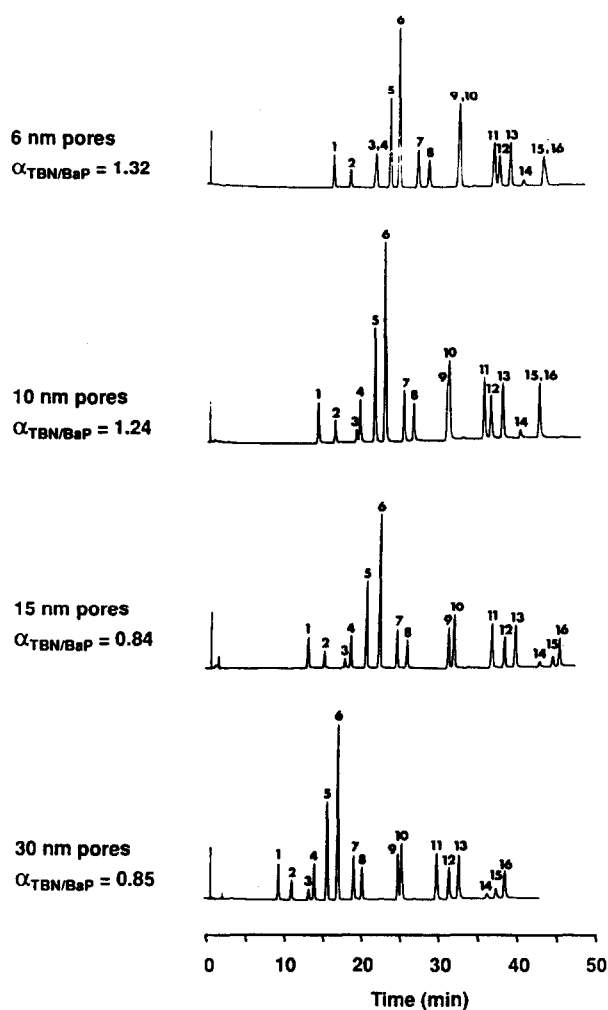 6 nm pores
αTBN/BaP = 1.32
1 2 3,4 5 6 7 8 9,10 11 12 13 14 15,16
10 nm pores
αTBN/BaP = 1.24
1 2 3 4 5 6 7 8 9 10 11 12 13 14 15,16
15 nm pores
αTBN/BaP = 0.84
1 2 3 4 5 6 7 8 9 10 11 12 13 14 15 16
30 nm pores
αTBN/BaP = 0.85
1 2 3 4 5 6 7 8 9 10 11 12 13 14 15 16
0 10 20 30 40 50
Time (min)